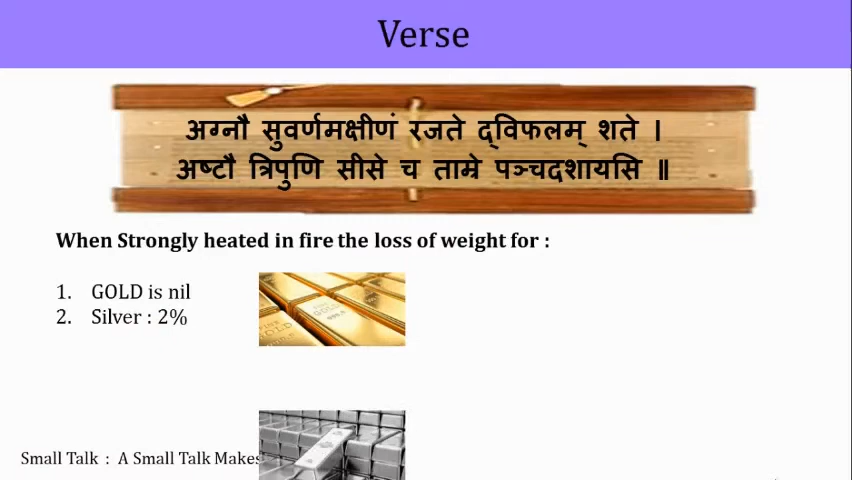 Verse
अग्नौ सुवर्णमक्षीणं रजते द्विफलम् शते ।
अष्टौ त्रिपुणि सीसे च ताम्रे पञ्चदशायसि ॥
When Strongly heated in fire the loss of weight for :
1. GOLD is nil
2. Silver : 2%
Small Talk : A Small Talk Makes